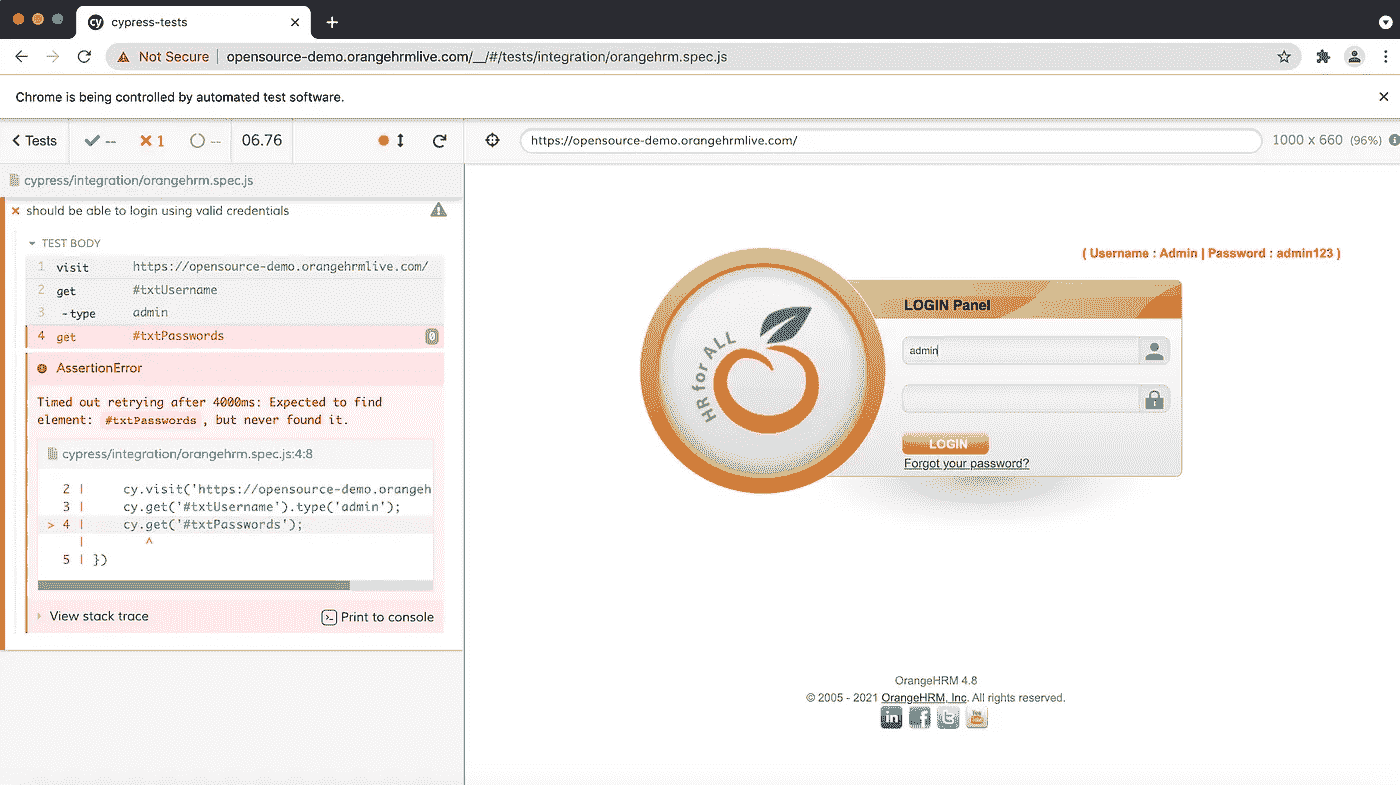 cy cypress-tests
Not Secure opensource-demo.orangehrmlive.com/__/#/tests/integration/orangehrm.spec.js
Chrome is being controlled by automated test software.
< Tests -- 1 -- 06.76
https://opensource-demo.orangehrmlive.com/ 1000 x 660 (96%)
cypress/integration/orangehrm.spec.js
should be able to login using valid credentials
TEST BODY
1 visit https://opensource-demo.orangehrmlive.com/
2 get #txtUsername
3 -type admin
4 get #txtPasswords 0
AssertionError
Timed out retrying after 4000ms: Expected to find
element: #txtPasswords , but never found it.
cypress/integration/orangehrm.spec.js:4:8
2 | cy.visit('https://opensource-demo.orangeh
3 | cy.get('#txtUsername').type('admin');
> 4 | cy.get('#txtPasswords');
| ^
5 | })
View stack trace Print to console
( Username : Admin | Password : admin123 )
HR for ALL
LOGIN Panel
admin
LOGIN
Forgot your password?
OrangeHRM 4.8
© 2005 - 2021 OrangeHRM, Inc. All rights reserved.
in f t You Tube